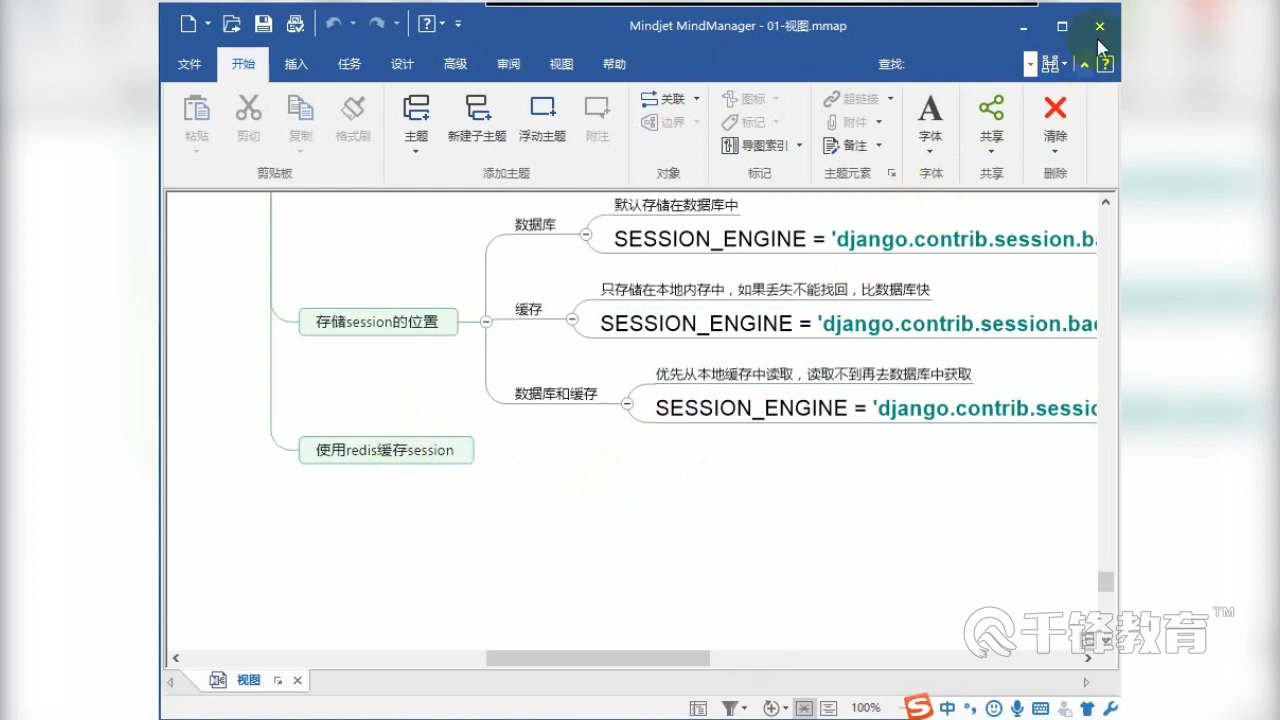 Mindjet MindManager - 01-视图.mmap
文件 开始 插入 任务 设计 高级 审阅 视图 帮助 查找:
粘贴 剪切 复制 格式刷 主题 新建子主题 浮动主题 附注 关联 边界 图标 标记 导图索引 超链接 附件 备注 字体 共享 清除
剪贴板 添加主题 对象 标记 主题元素 字体 共享 删除
默认存储在数据库中
数据库
SESSION_ENGINE = 'django.contrib.session.ba
只存储在本地内存中，如果丢失不能找回，比数据库快
缓存
存储session的位置
SESSION_ENGINE = 'django.contrib.session.bac
优先从本地缓存中读取，读取不到再去数据库中获取
数据库和缓存
SESSION_ENGINE = 'django.contrib.sessio
使用redis缓存session
千锋教育™
视图
100%
中